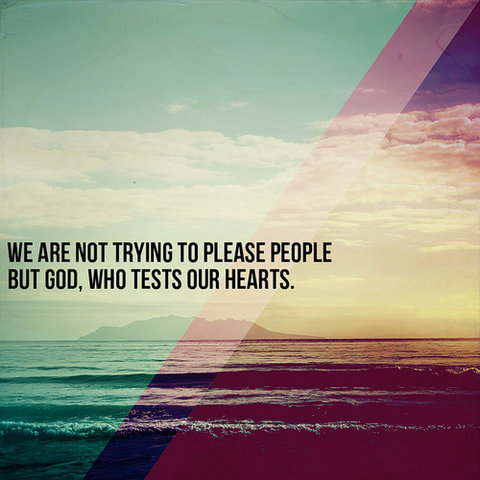 WE ARE NOT TRYING TO PLEASE PEOPLE
BUT GOD, WHO TESTS OUR HEARTS.